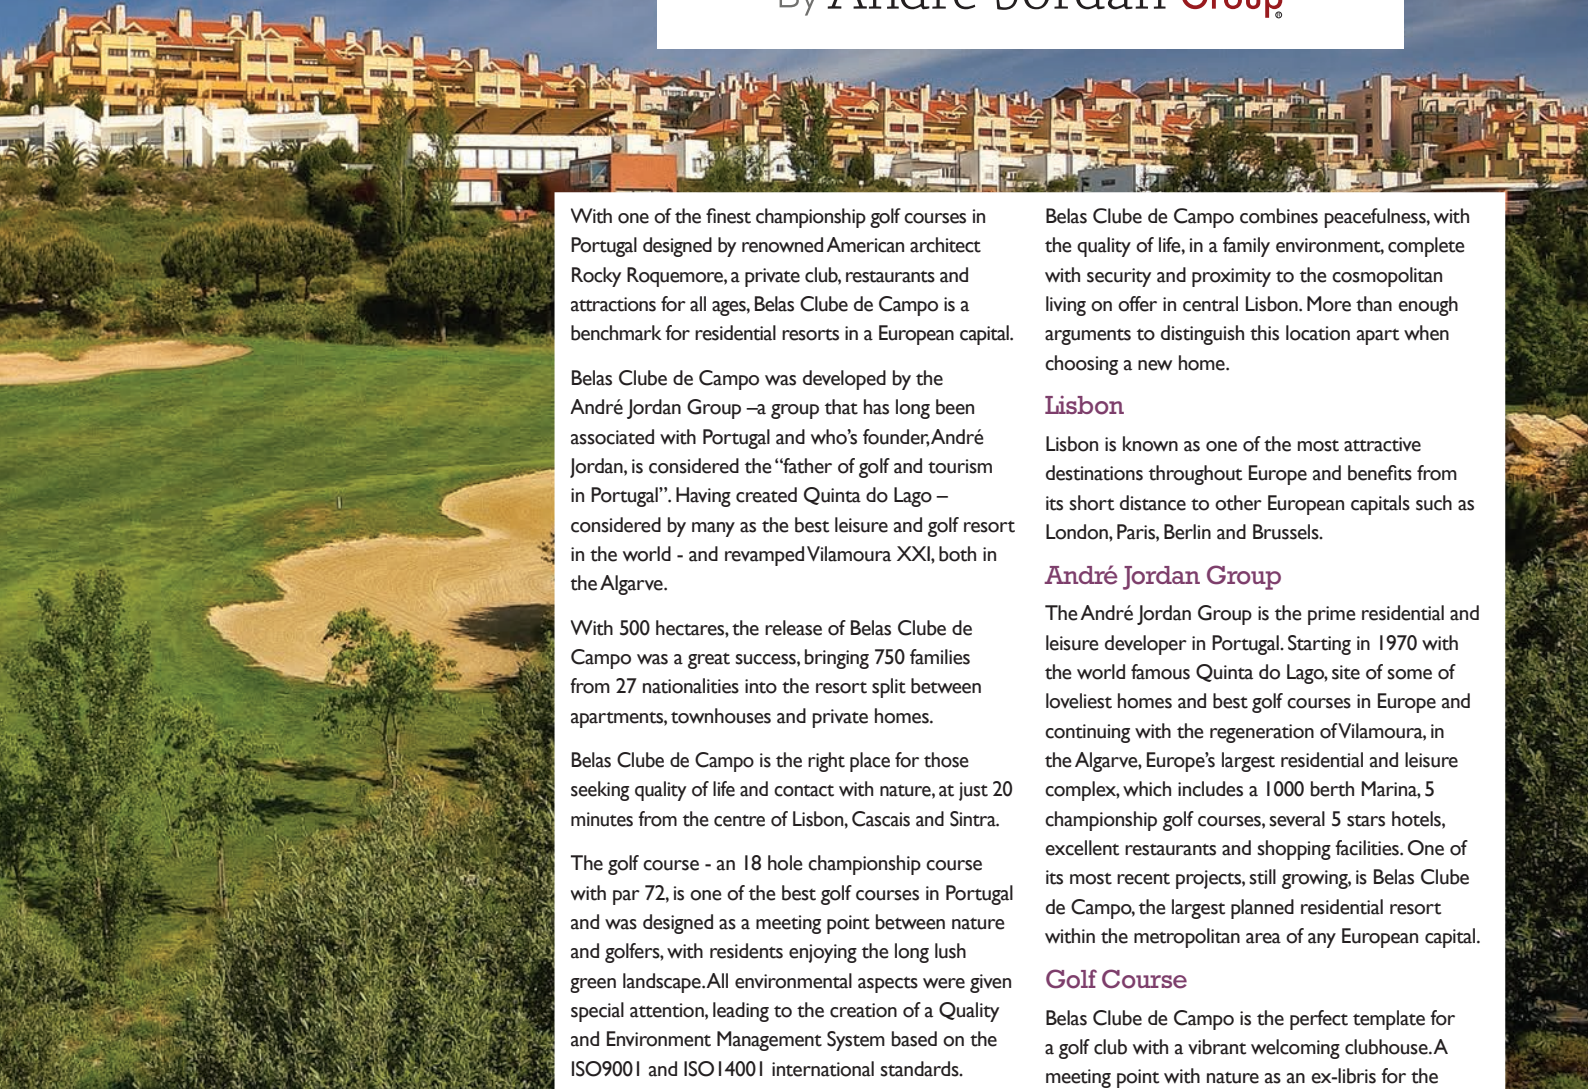 By André Jordan Group
With one of the finest championship golf courses in
Portugal designed by renowned American architect
Rocky Roquemore, a private club, restaurants and
attractions for all ages, Belas Clube de Campo is a
benchmark for residential resorts in a European capital.
Belas Clube de Campo was developed by the
André Jordan Group –a group that has long been
associated with Portugal and who's founder, André
Jordan, is considered the “father of golf and tourism
in Portugal”. Having created Quinta do Lago –
considered by many as the best leisure and golf resort
in the world - and revamped Vilamoura XXI, both in
the Algarve.
With 500 hectares, the release of Belas Clube de
Campo was a great success, bringing 750 families
from 27 nationalities into the resort split between
apartments, townhouses and private homes.
Belas Clube de Campo is the right place for those
seeking quality of life and contact with nature, at just 20
minutes from the centre of Lisbon, Cascais and Sintra.
The golf course - an 18 hole championship course
with par 72, is one of the best golf courses in Portugal
and was designed as a meeting point between nature
and golfers, with residents enjoying the long lush
green landscape. All environmental aspects were given
special attention, leading to the creation of a Quality
and Environment Management System based on the
ISO9001 and ISO14001 international standards.
Belas Clube de Campo combines peacefulness, with
the quality of life, in a family environment, complete
with security and proximity to the cosmopolitan
living on offer in central Lisbon. More than enough
arguments to distinguish this location apart when
choosing a new home.
Lisbon
Lisbon is known as one of the most attractive
destinations throughout Europe and benefits from
its short distance to other European capitals such as
London, Paris, Berlin and Brussels.
André Jordan Group
The André Jordan Group is the prime residential and
leisure developer in Portugal. Starting in 1970 with
the world famous Quinta do Lago, site of some of
loveliest homes and best golf courses in Europe and
continuing with the regeneration of Vilamoura, in
the Algarve, Europe's largest residential and leisure
complex, which includes a 1000 berth Marina, 5
championship golf courses, several 5 stars hotels,
excellent restaurants and shopping facilities. One of
its most recent projects, still growing, is Belas Clube
de Campo, the largest planned residential resort
within the metropolitan area of any European capital.
Golf Course
Belas Clube de Campo is the perfect template for
a golf club with a vibrant welcoming clubhouse. A
meeting point with nature as an ex-libris for the